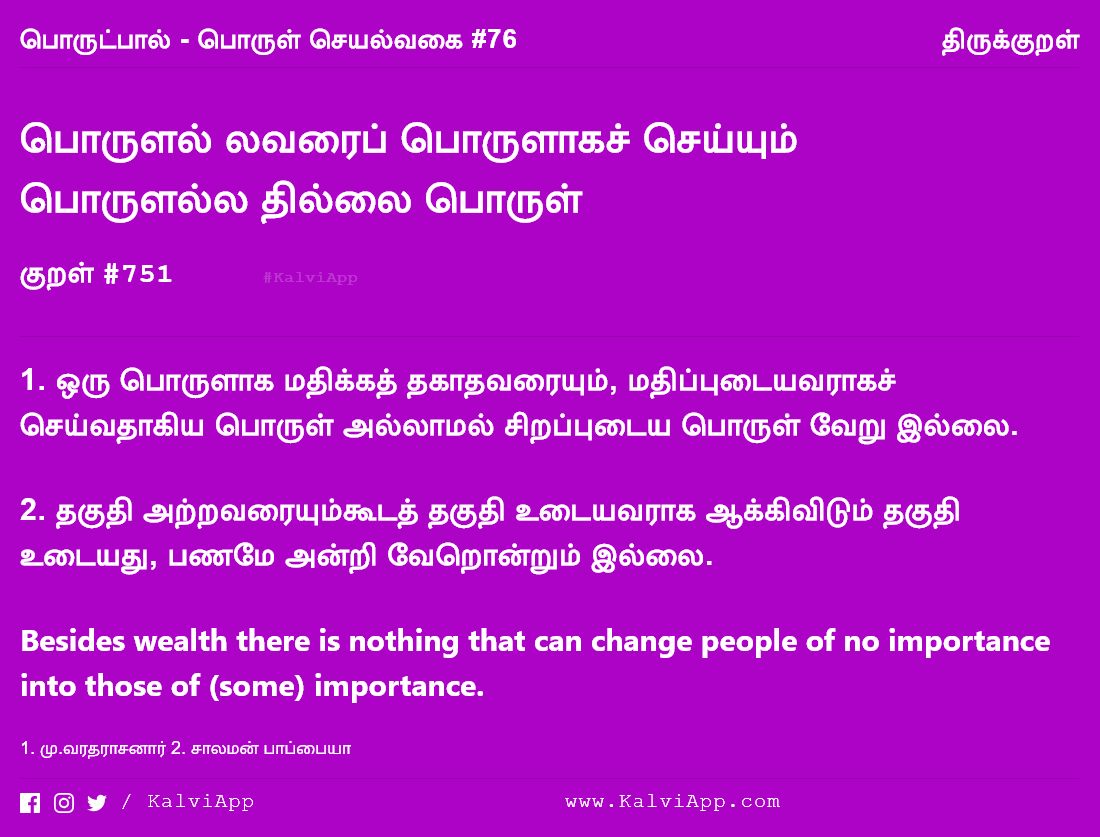 பொருட்பால் - பொருள் செயல்வகை #76
திருக்குறள்
பொருளல் லவரைப் பொருளாகச் செய்யும்
பொருளல்ல தில்லை பொருள்
குறள் #751
#KalviApp
1. ஒரு பொருளாக மதிக்கத் தகாதவரையும், மதிப்புடையவராகச்
செய்வதாகிய பொருள் அல்லாமல் சிறப்புடைய பொருள் வேறு இல்லை.
2. தகுதி அற்றவரையும்கூடத் தகுதி உடையவராக ஆக்கிவிடும் தகுதி
உடையது, பணமே அன்றி வேறொன்றும் இல்லை.
Besides wealth there is nothing that can change people of no importance
into those of (some) importance.
1. மு.வரதராசனார் 2. சாலமன் பாப்பையா
/ KalviApp
www.KalviApp.com